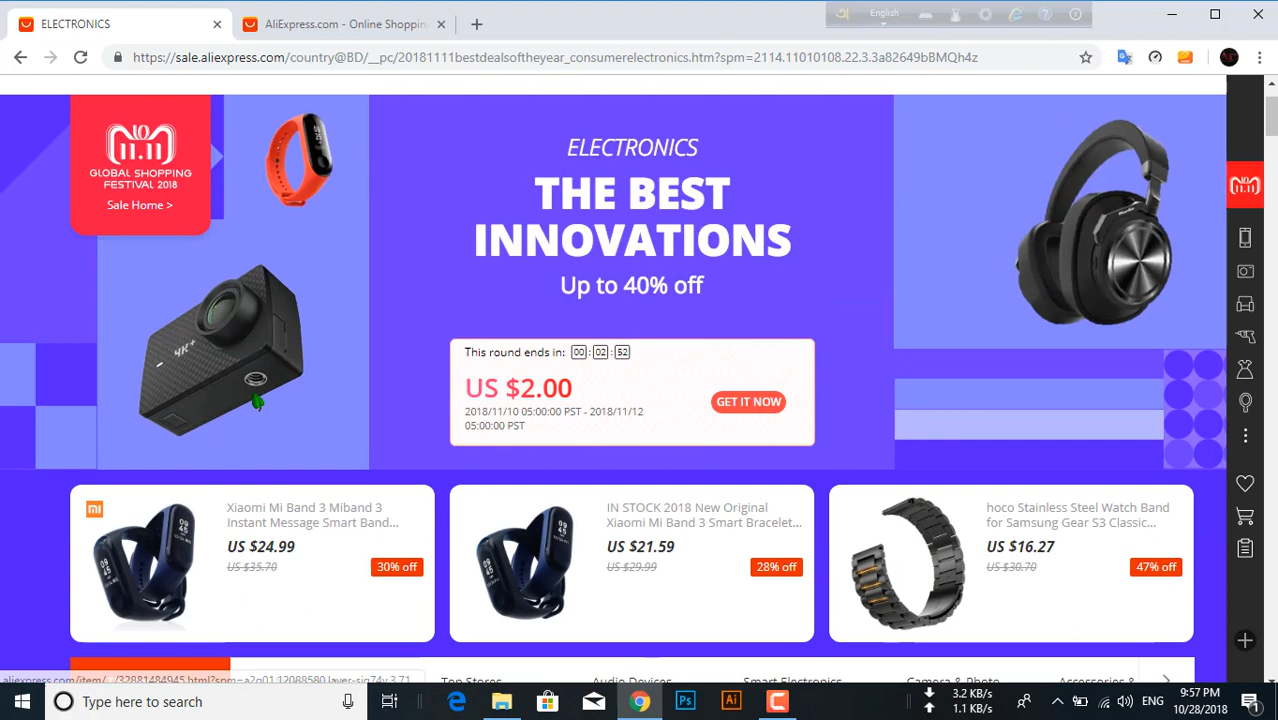 ELECTRONICS
AliExpress.com - Online Shoppin
English
https://sale.aliexpress.com/country@BD/__pc/20181111bestdealsoftheyear_consumerelectronics.htm?spm=2114.11010108.22.3.3a82649bBMQh4z
11.11
GLOBAL SHOPPING
FESTIVAL 2018
Sale Home >
4K+
ELECTRONICS
THE BEST
INNOVATIONS
Up to 40% off
This round ends in: 00 : 02 : 52
US $2.00
2018/11/10 05:00:00 PST - 2018/11/12
05:00:00 PST
GET IT NOW
11.11
Xiaomi Mi Band 3 Miband 3
Instant Message Smart Band...
US $24.99
US $35.70
30% off
IN STOCK 2018 New Original
Xiaomi Mi Band 3 Smart Bracelet...
US $21.59
US $29.99
28% off
hoco Stainless Steel Watch Band
for Samsung Gear S3 Classic...
US $16.27
US $30.70
47% off
Top Stores
Audio Devices
Smart Electronics
Camera & Photo
Accessories &
Type here to search
Ps
Ai
3.2 KB/s
1.1 KB/s
ENG
9:57 PM
10/28/2018